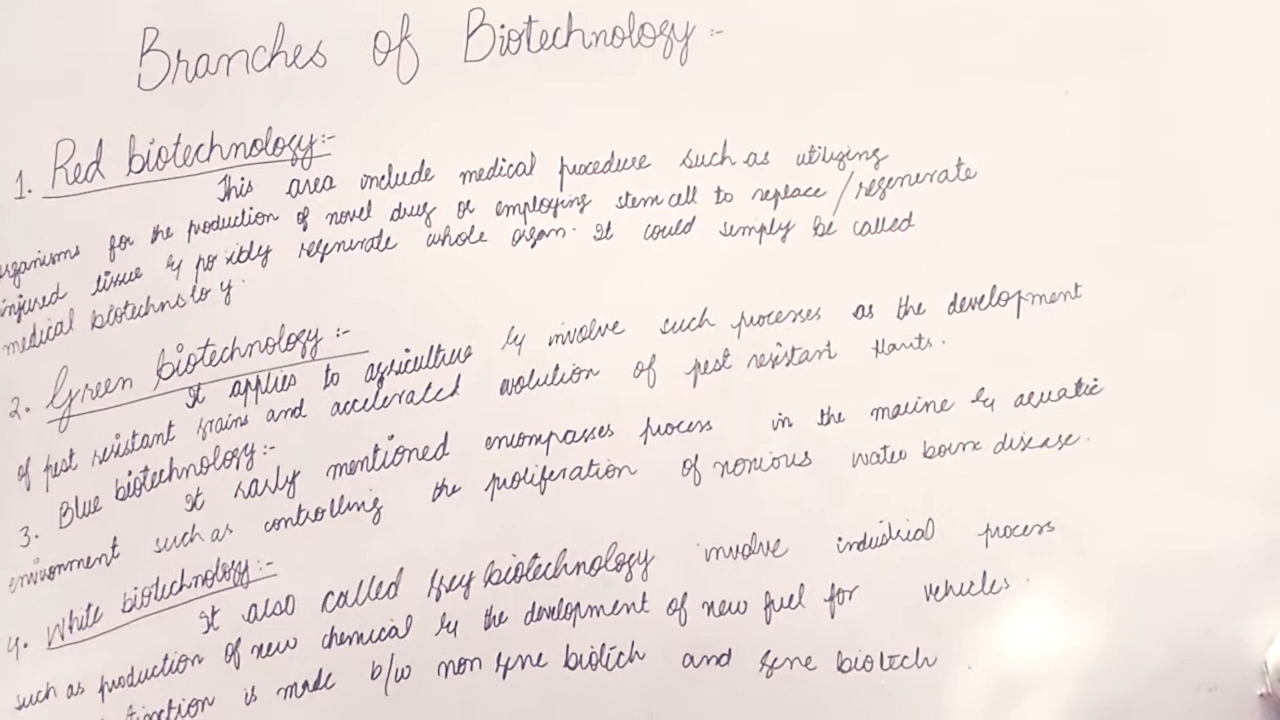 Branches of Biotechnology:-
1. Red biotechnology:-
This area include medical procedure such as utilizing
organisms for the production of novel drug or employing stem cell to replace/regenerate
injured tissue & possibly regenerate whole organ. It could simply be called
medical biotechnology.
2. Green biotechnology:-
It applies to agriculture & involve such processes as the development
of pest resistant grains and accelerated evolution of pest resistant plants.
3. Blue biotechnology:-
It rarly mentioned encompasses process in the marine & aquatic
environment such as controlling the proliferation of noxious water borne disease.
4. White biotechnology:-
It also called grey biotechnology involve industrial process
such as production of new chemical & the development of new fuel for vehicles.
is made b/w non gene biotech and gene biotech.